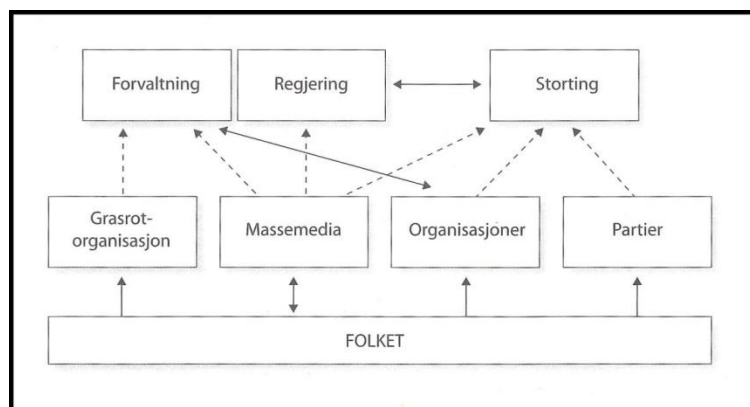 Forvaltning
Regjering
Storting
Grasrot-
organisasjon
Massemedia
Organisasjoner
Partier
FOLKET